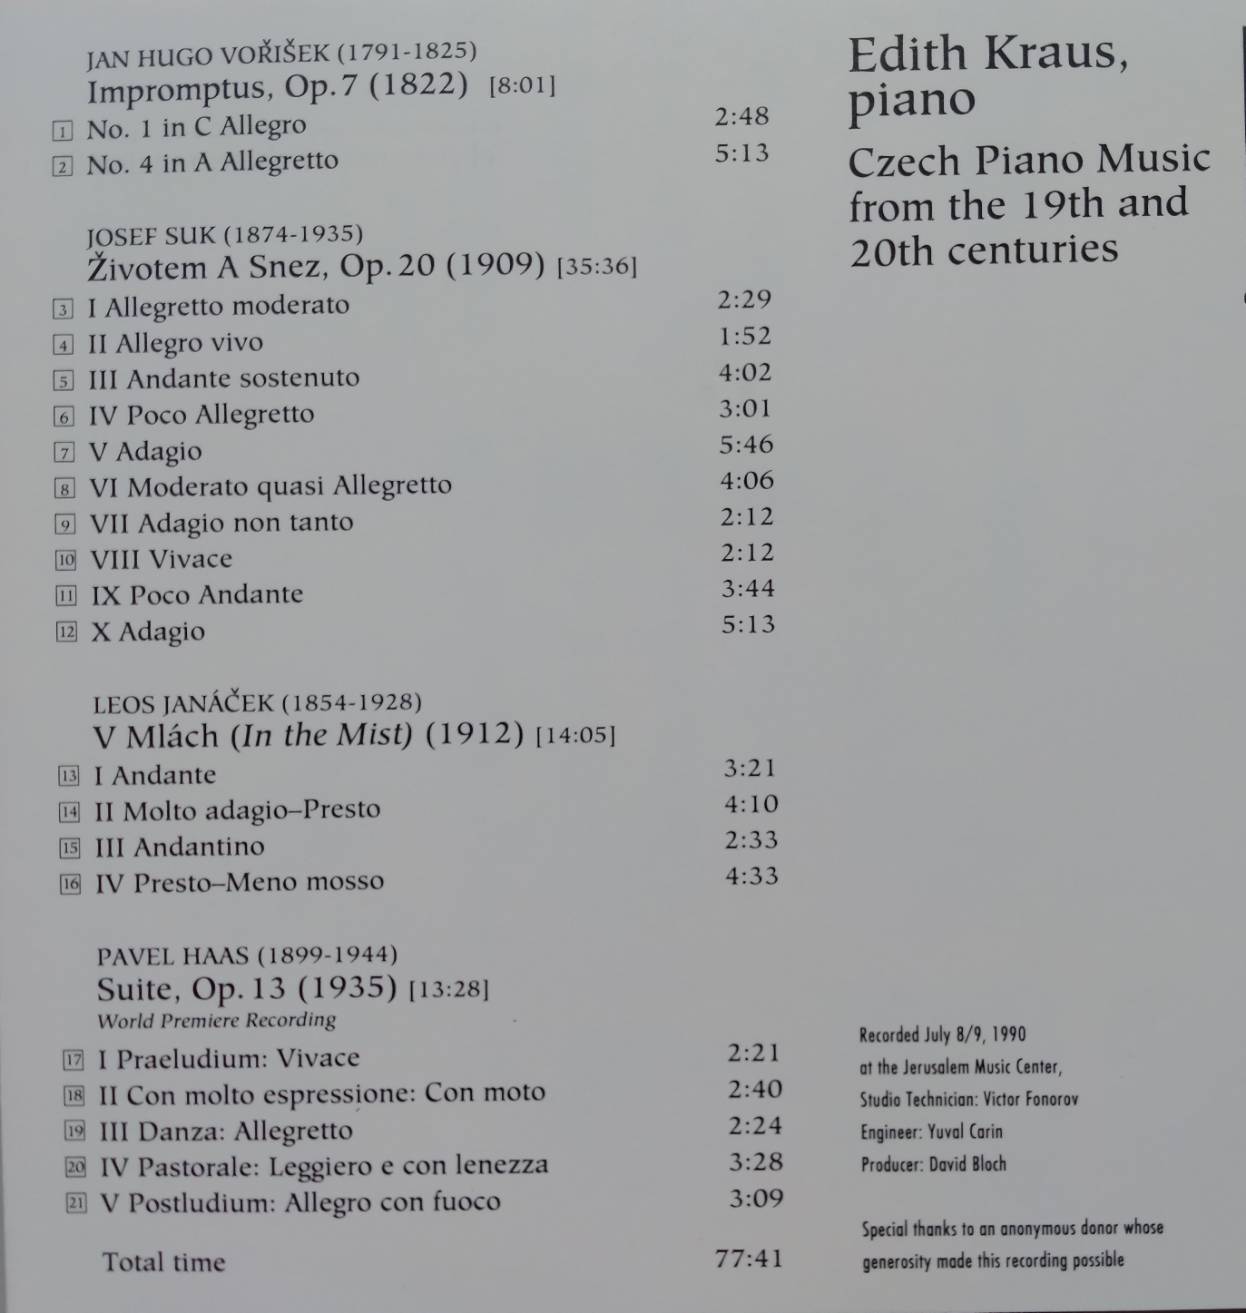 JAN HUGO VOŘIŠEK (1791-1825)
Impromptus, Op. 7 (1822) [8:01]
1 No. 1 in C Allegro 2:48
2 No. 4 in A Allegretto 5:13
JOSEF SUK (1874-1935)
Životem A Snez, Op. 20 (1909) [35:36]
3 I Allegretto moderato 2:29
4 II Allegro vivo 1:52
5 III Andante sostenuto 4:02
6 IV Poco Allegretto 3:01
7 V Adagio 5:46
8 VI Moderato quasi Allegretto 4:06
9 VII Adagio non tanto 2:12
10 VIII Vivace 2:12
11 IX Poco Andante 3:44
12 X Adagio 5:13
LEOS JANÁČEK (1854-1928)
V Mlách (In the Mist) (1912) [14:05]
13 I Andante 3:21
14 II Molto adagio–Presto 4:10
15 III Andantino 2:33
16 IV Presto–Meno mosso 4:33
PAVEL HAAS (1899-1944)
Suite, Op. 13 (1935) [13:28]
World Premiere Recording
17 I Praeludium: Vivace 2:21
18 II Con molto espressione: Con moto 2:40
19 III Danza: Allegretto 2:24
20 IV Pastorale: Leggiero e con lenezza 3:28
21 V Postludium: Allegro con fuoco 3:09
Total time 77:41
Edith Kraus,
piano
Czech Piano Music
from the 19th and
20th centuries
Recorded July 8/9, 1990
at the Jerusalem Music Center,
Studio Technician: Victor Fonorov
Engineer: Yuval Carin
Producer: David Bloch
Special thanks to an anonymous donor whose
generosity made this recording possible